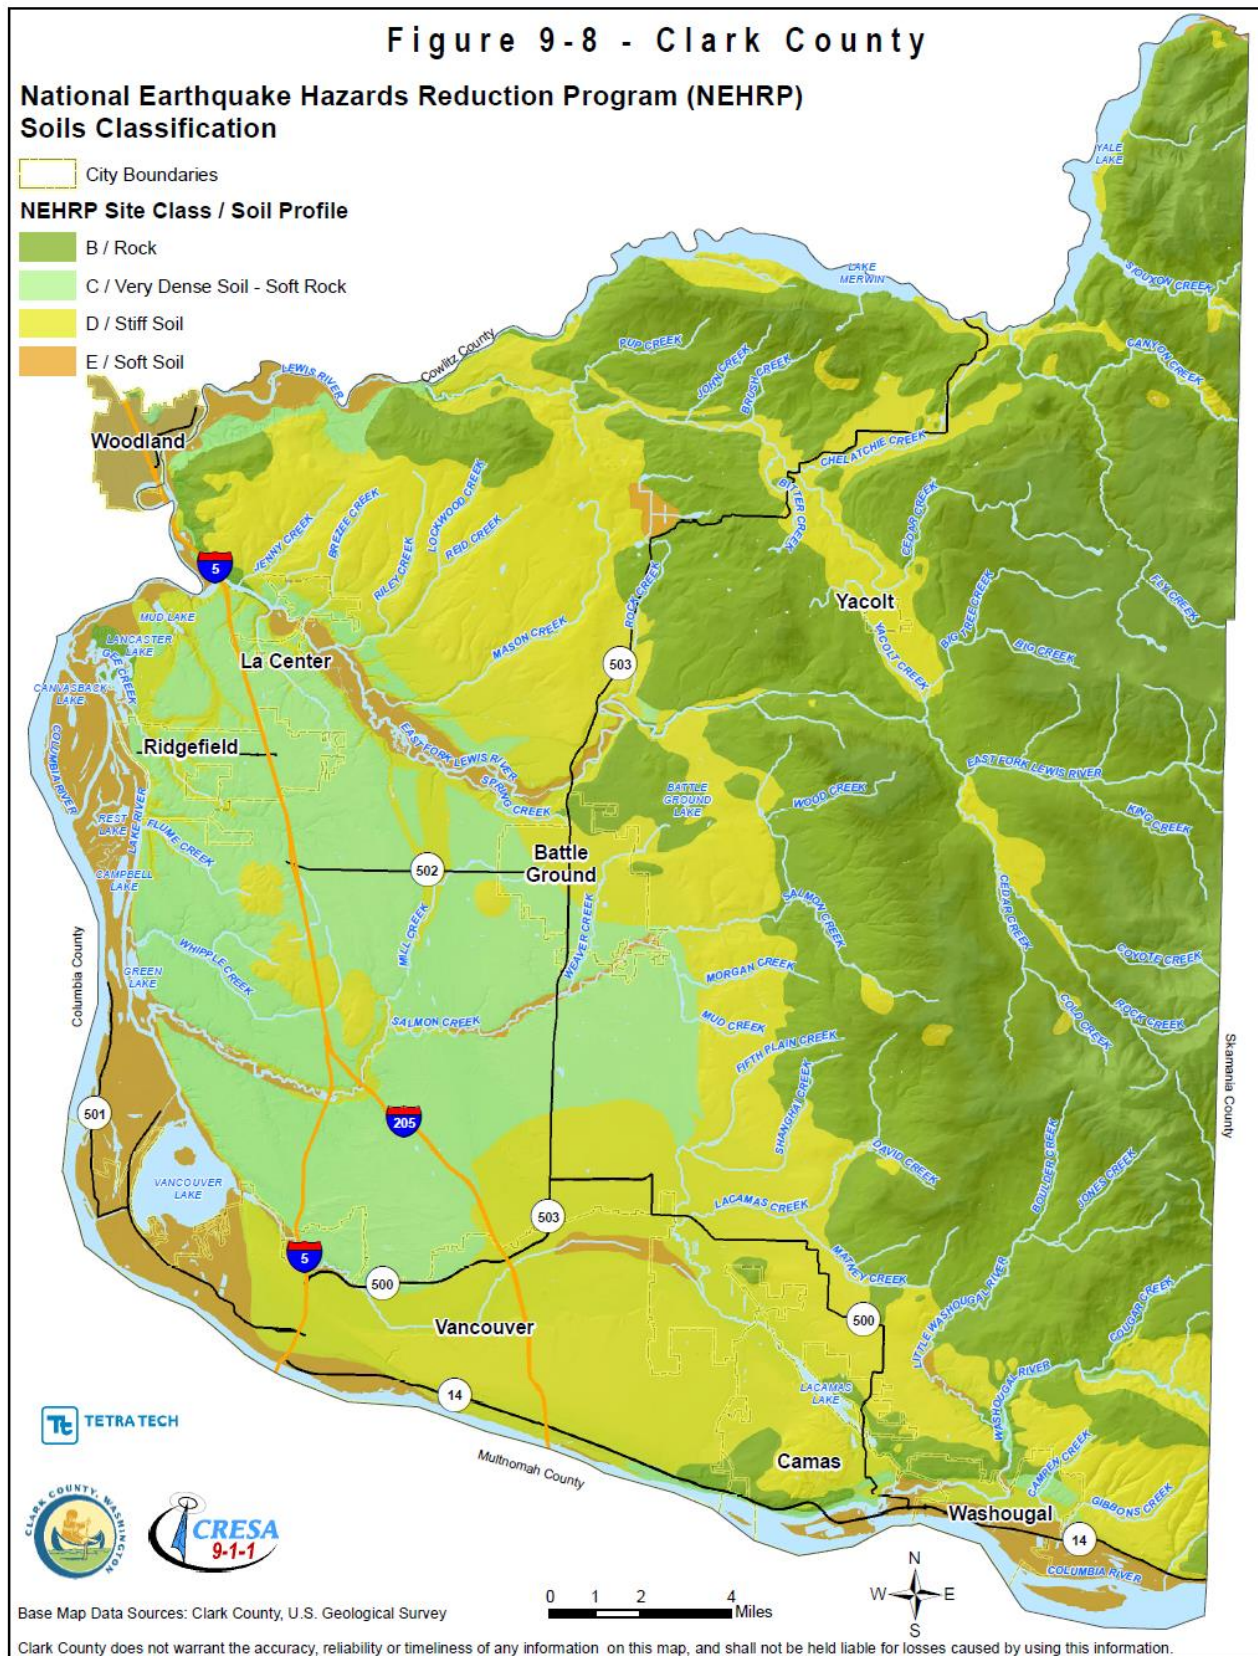 Figure 9-8 - Clark County
National Earthquake Hazards Reduction Program (NEHRP)
Soils Classification
City Boundaries
NEHRP Site Class / Soil Profile
B / Rock
C / Very Dense Soil - Soft Rock
D / Stiff Soil
E / Soft Soil
YALE
LAKE
LAKE
MERWIN
SIOUXON CREEK
Cowlitz County
PUP CREEK
JOHN CREEK
BRUSH CREEK
CANYON CREEK
LEWIS RIVER
Woodland
CHELATCHIE CREEK
BITTER CREEK
CEDAR CREEK
LOCKWOOD CREEK
BREZEE CREEK
JENNY CREEK
REID CREEK
RILEY CREEK
5
ROCK CREEK
FLY CREEK
BIG TREE CREEK
Yacolt
YACOLT CREEK
BIG CREEK
MUD LAKE
LANCASTER
LAKE
GEE CREEK
MASON CREEK
La Center
503
CANVASBACK
LAKE
COLUMBIA RIVER
Ridgefield
EAST FORK LEWIS RIVER
EAST FORK LEWIS RIVER
SPRING CREEK
BATTLE
GROUND
LAKE
WOOD CREEK
KING CREEK
REST
LAKE
LAKE RIVER
FLUME CREEK
CAMPBELL
LAKE
502
Battle
Ground
SALMON CREEK
CEDAR CREEK
WEAVER CREEK
MILL CREEK
WHIPPLE CREEK
GREEN
LAKE
Columbia County
MORGAN CREEK
COYOTE CREEK
SALMON CREEK
MUD CREEK
COLD CREEK
ROCK CREEK
FIFTH PLAIN CREEK
SHANGHAI CREEK
Skamania County
501
205
BOULDER CREEK
JONES CREEK
DAVID CREEK
VANCOUVER
LAKE
LACAMAS CREEK
503
MATNEY CREEK
5
500
LITTLE WASHOUGAL RIVER
COUGAR CREEK
Vancouver
500
WASHOUGAL RIVER
14
LACAMAS
LAKE
TETRA TECH
Tt
Multnomah County
Camas
CAMPEN CREEK
GIBBONS CREEK
Washougal
14
COLUMBIA RIVER
CLARK COUNTY, WASHINGTON
CRESA
9-1-1
N
W E
S
0 1 2 4
Miles
Base Map Data Sources: Clark County, U.S. Geological Survey
Clark County does not warrant the accuracy, reliability or timeliness of any information on this map, and shall not be held liable for losses caused by using this information.